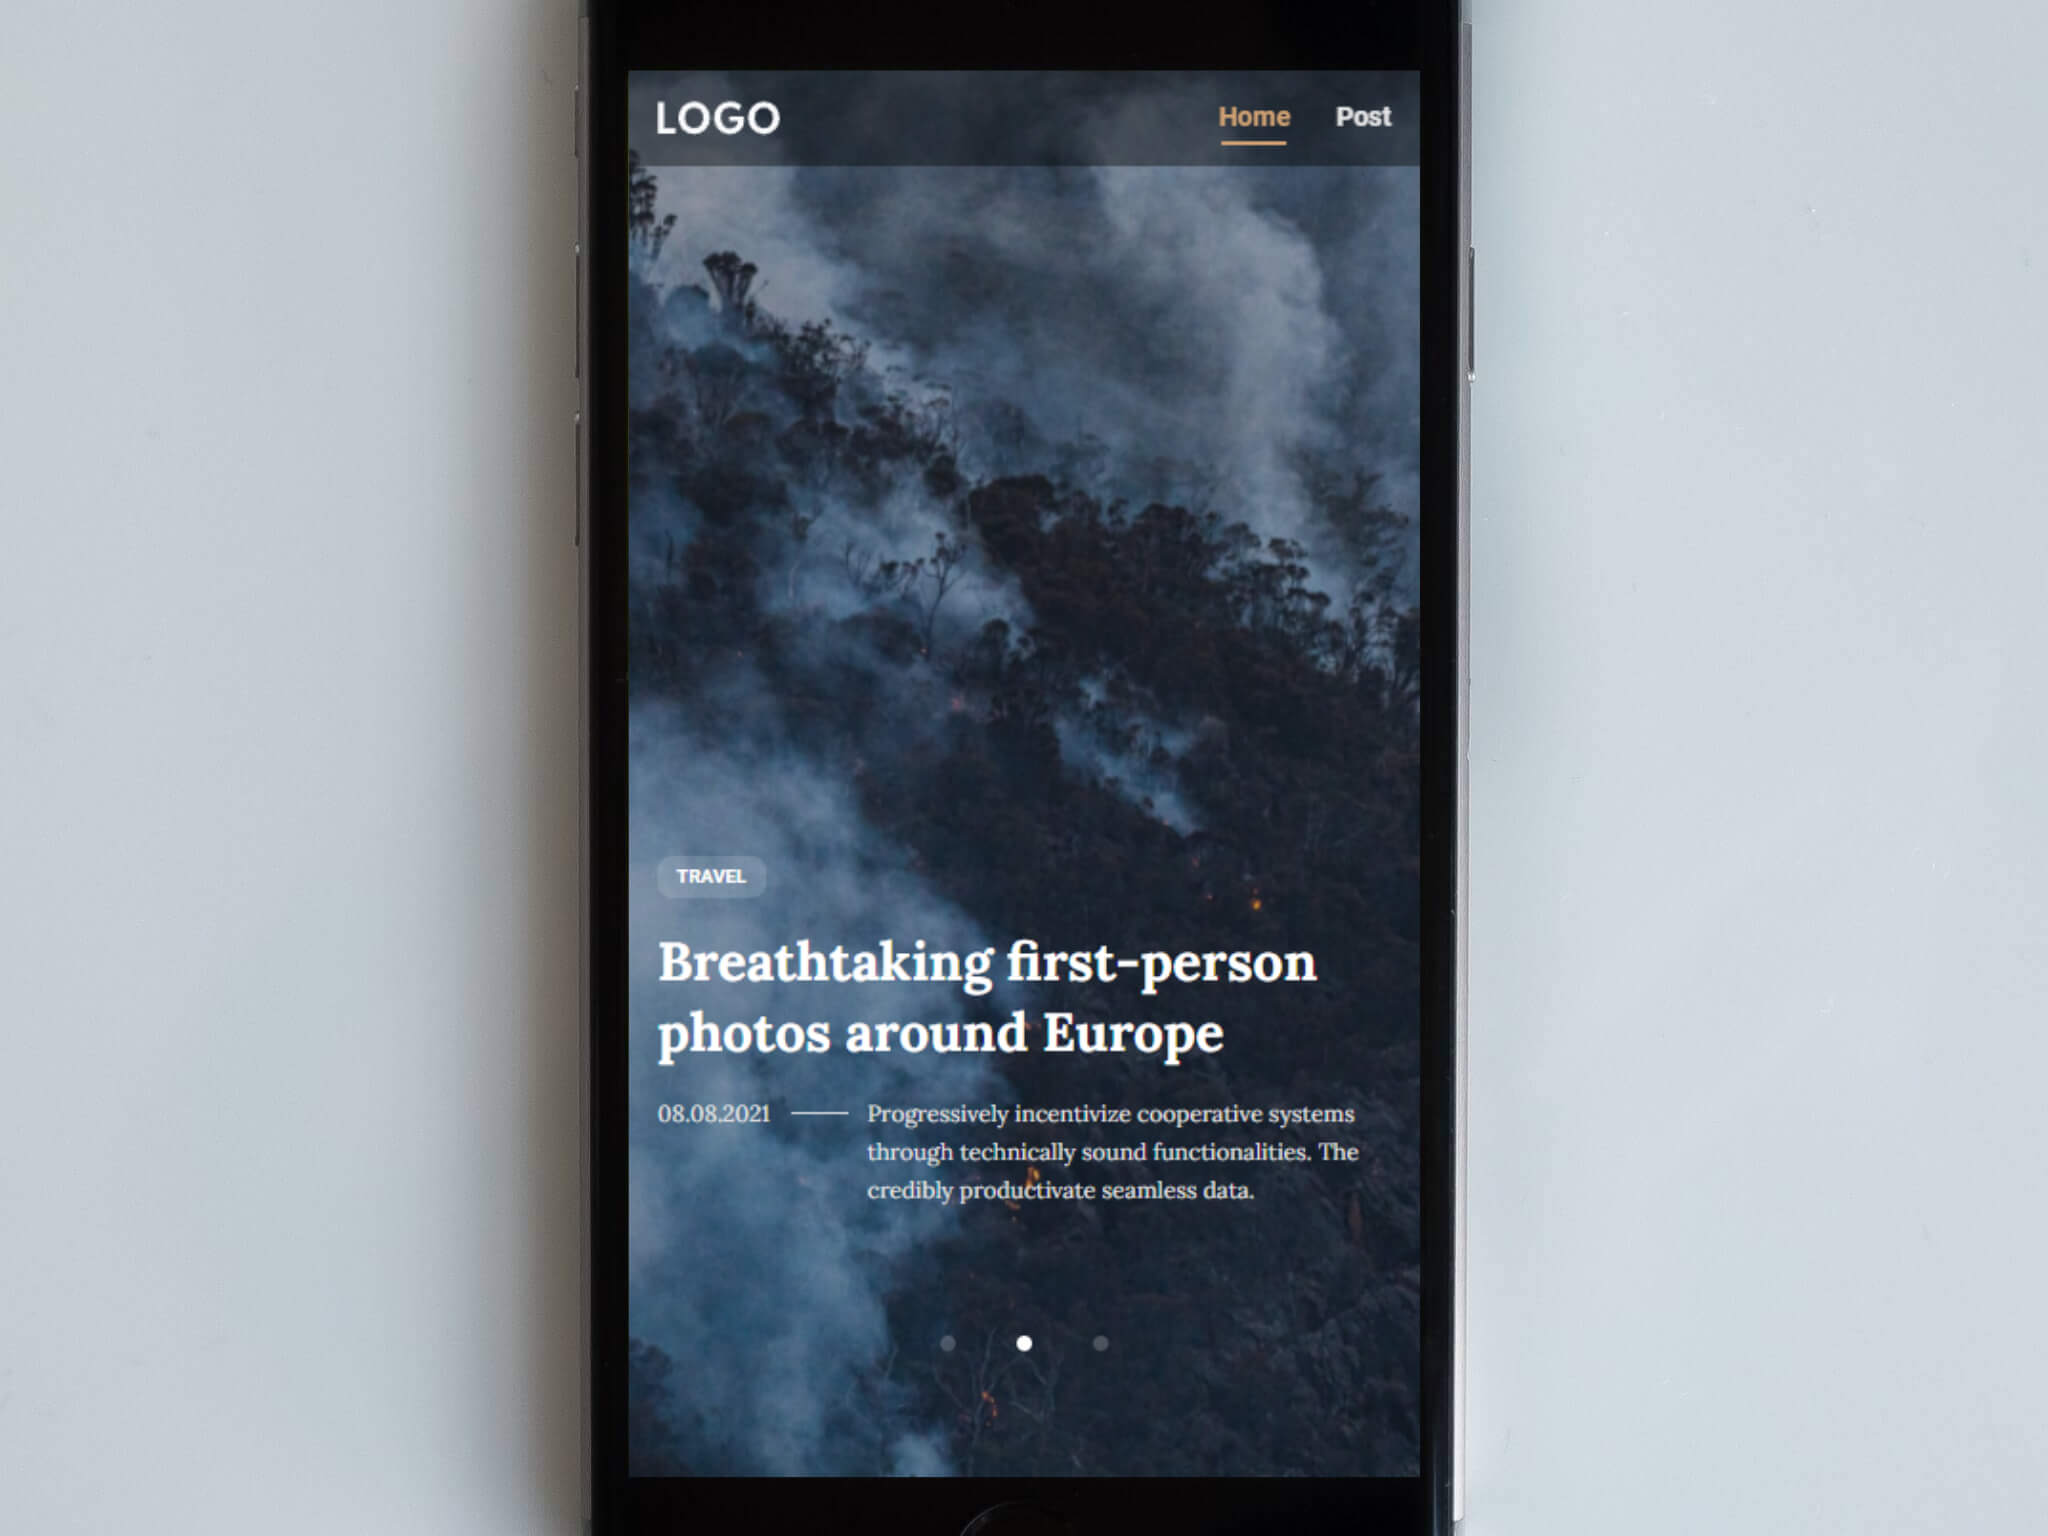 LOGO
Home Post
TRAVEL
Breathtaking first-person
photos around Europe
08.08.2021
Progressively incentivize cooperative systems
through technically sound functionalities. The
credibly productivate seamless data.